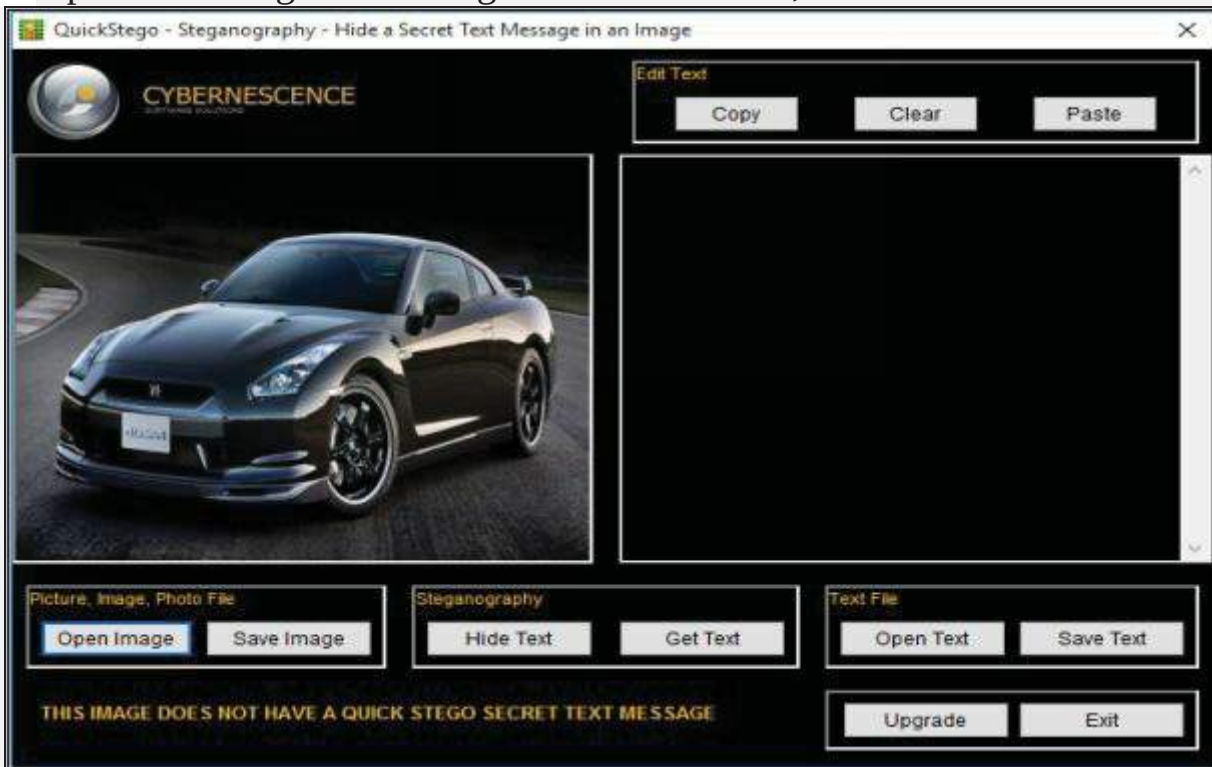 QuickStego - Steganography - Hide a Secret Text Message in an Image
CYBERNESCENCE
SOFTWARE SOLUTIONS
Edit Text
Copy Clear Paste
Picture, Image, Photo File
Open Image Save Image
Steganography
Hide Text Get Text
Text File
Open Text Save Text
THIS IMAGE DOES NOT HAVE A QUICK STEGO SECRET TEXT MESSAGE
Upgrade Exit